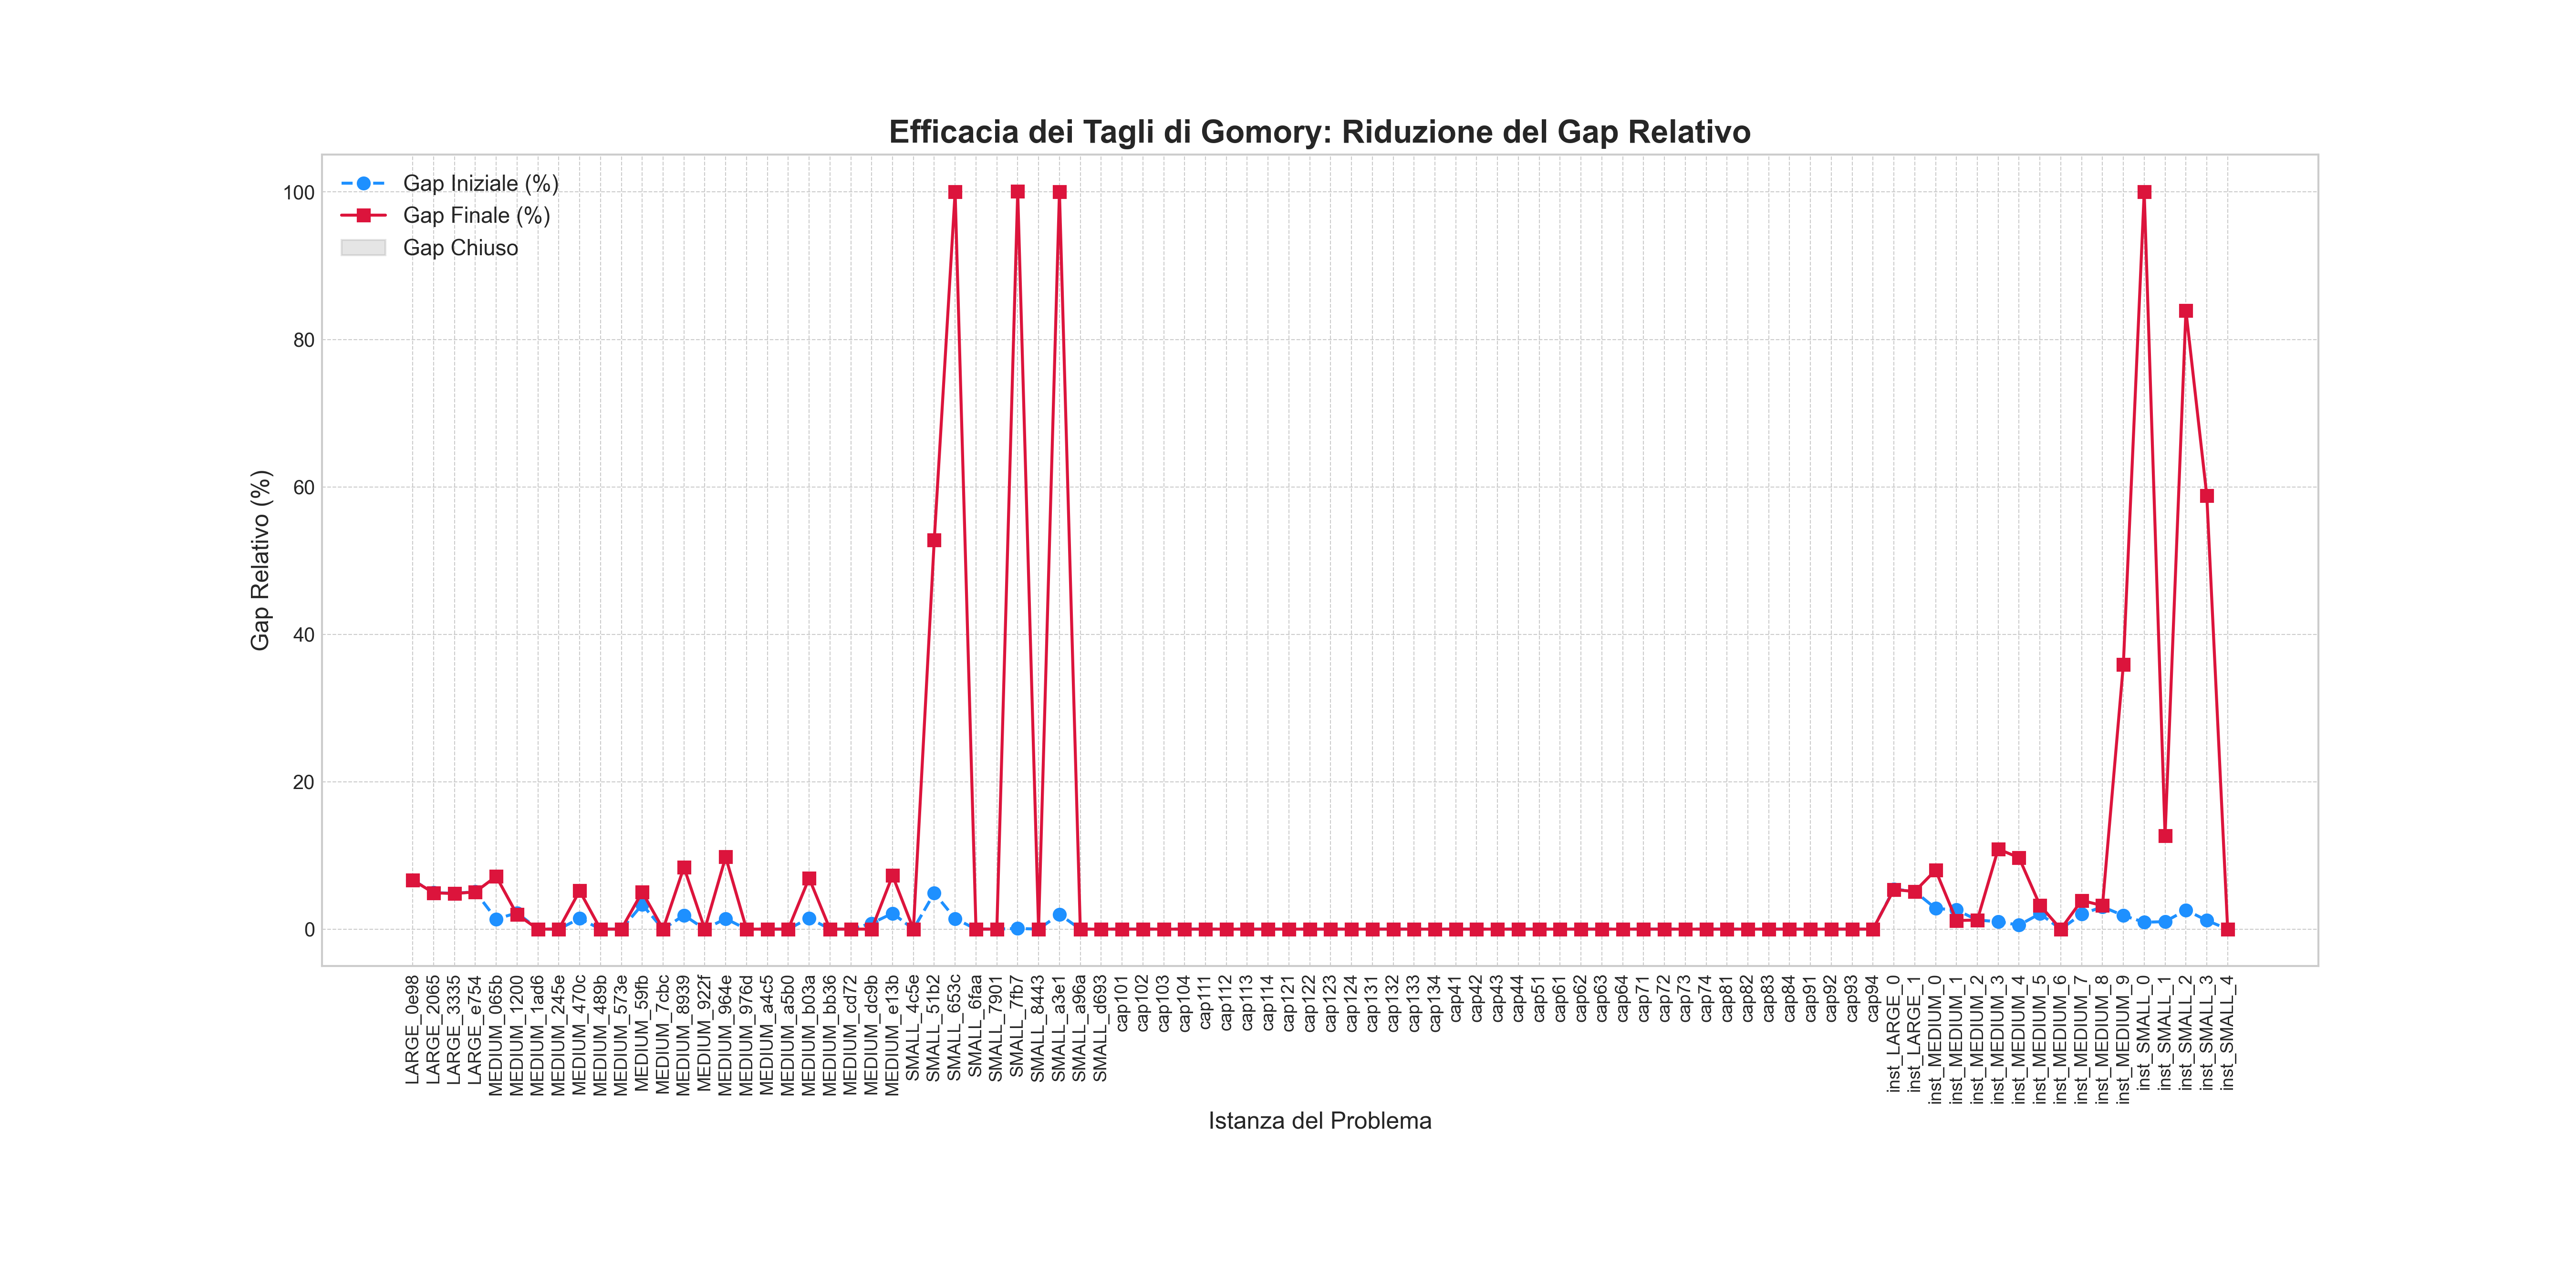 Efficacia dei Tagli di Gomory: Riduzione del Gap Relativo
Gap Iniziale (%)
Gap Finale (%)
Gap Chiuso
Gap Relativo (%)
100
80
60
40
20
0
LARGE_0e98
LARGE_2065
LARGE_3335
LARGE_e754
MEDIUM_065b
MEDIUM_1200
MEDIUM_1ad6
MEDIUM_245e
MEDIUM_470c
MEDIUM_489b
MEDIUM_573e
MEDIUM_59fb
MEDIUM_7cbc
MEDIUM_8939
MEDIUM_922f
MEDIUM_964e
MEDIUM_976d
MEDIUM_a4c5
MEDIUM_a5b0
MEDIUM_b03a
MEDIUM_bb36
MEDIUM_cd72
MEDIUM_dc9b
MEDIUM_e13b
SMALL_4c5e
SMALL_51b2
SMALL_653c
SMALL_6faa
SMALL_7901
SMALL_7fb7
SMALL_8443
SMALL_a3e1
SMALL_a96a
SMALL_d693
cap101
cap102
cap103
cap104
cap111
cap112
cap113
cap114
cap121
cap122
cap123
cap124
cap131
cap132
cap133
cap134
cap41
cap42
cap43
cap44
cap51
cap61
cap62
cap63
cap64
cap71
cap72
cap73
cap74
cap81
cap82
cap83
cap84
cap91
cap92
cap93
cap94
inst_LARGE_0
inst_LARGE_1
inst_MEDIUM_0
inst_MEDIUM_1
inst_MEDIUM_2
inst_MEDIUM_3
inst_MEDIUM_4
inst_MEDIUM_5
inst_MEDIUM_6
inst_MEDIUM_7
inst_MEDIUM_8
inst_MEDIUM_9
inst_SMALL_0
inst_SMALL_1
inst_SMALL_2
inst_SMALL_3
inst_SMALL_4
Istanza del Problema